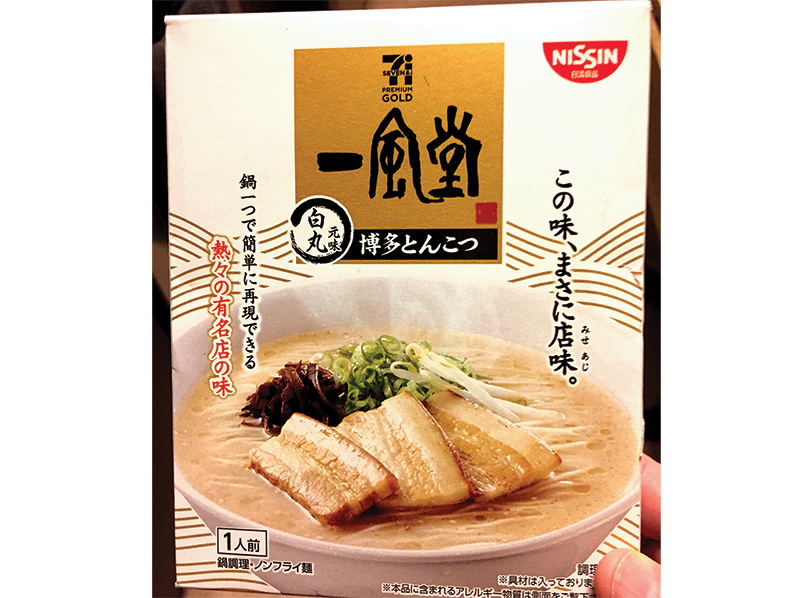 7i
SEVEN&i
PREMIUM
GOLD
NISSIN
日清食品
一風堂
白丸
元味
博多とんこつ
この味、まさに店味。
みせ あじ
鍋一つで簡単に再現できる
熱々の有名店の味
1人前
鍋調理・ノンフライ麺
調理
※具材は入っておりま
※本品に含まれるアレルギー物質は側面をご覧下さ